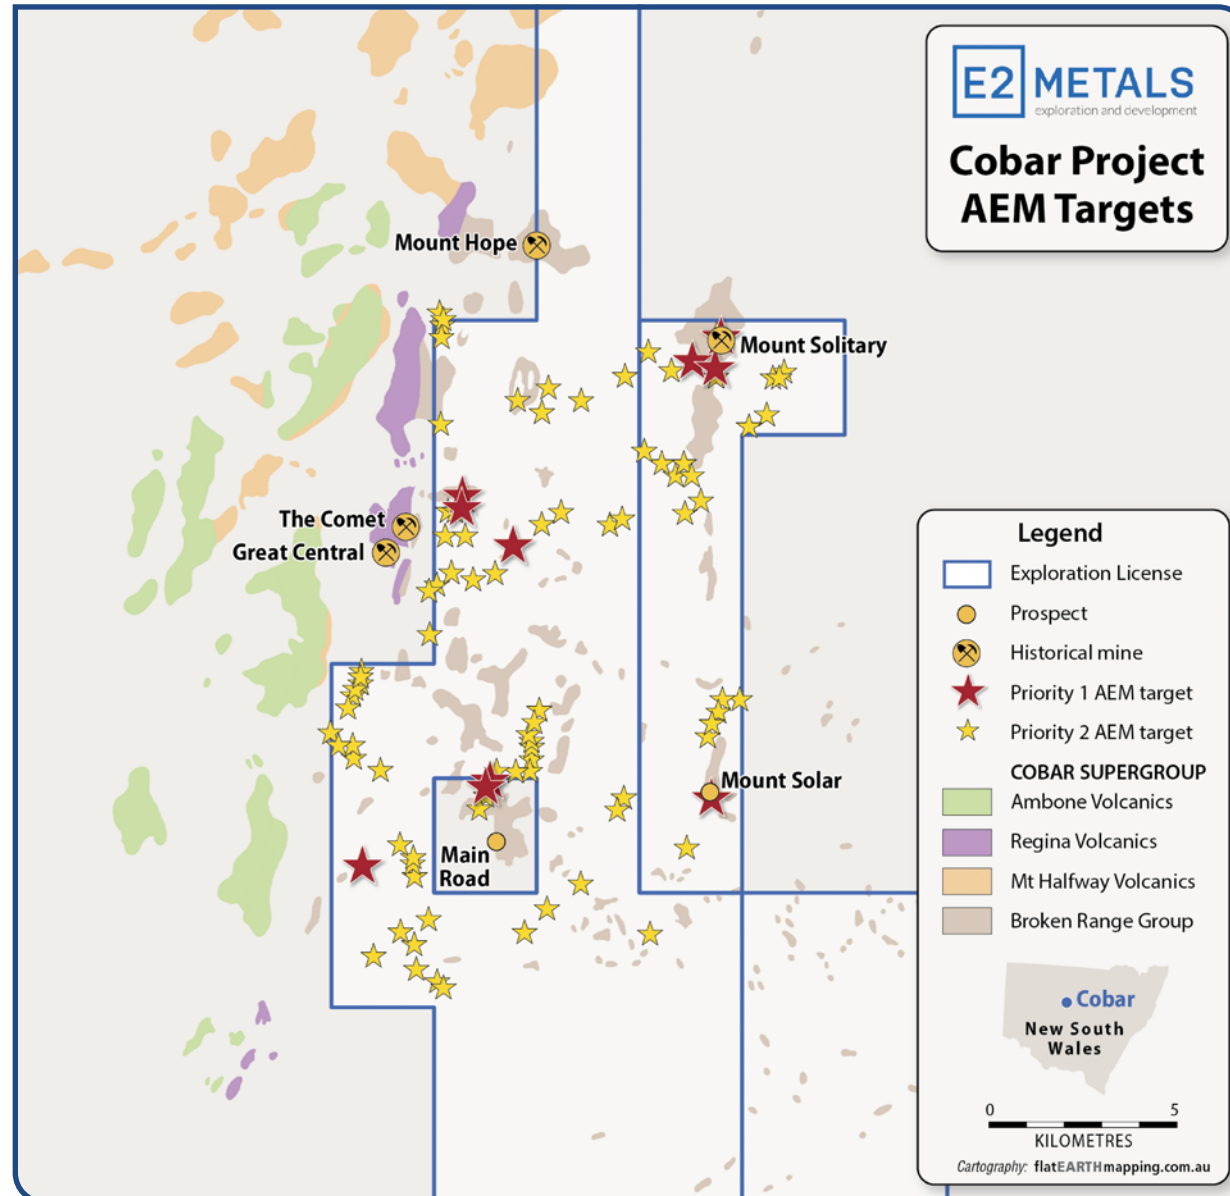 E2 METALS
exploration and development
Cobar Project
AEM Targets
Mount Hope
Mount Solitary
The Comet
Great Central
Mount Solar
Main
Road
Legend
Exploration License
Prospect
Historical mine
Priority 1 AEM target
Priority 2 AEM target
COBAR SUPERGROUP
Ambone Volcanics
Regina Volcanics
Mt Halfway Volcanics
Broken Range Group
Cobar
New South
Wales
0 5
KILOMETRES
Cartography: flatEARTHmapping.com.au